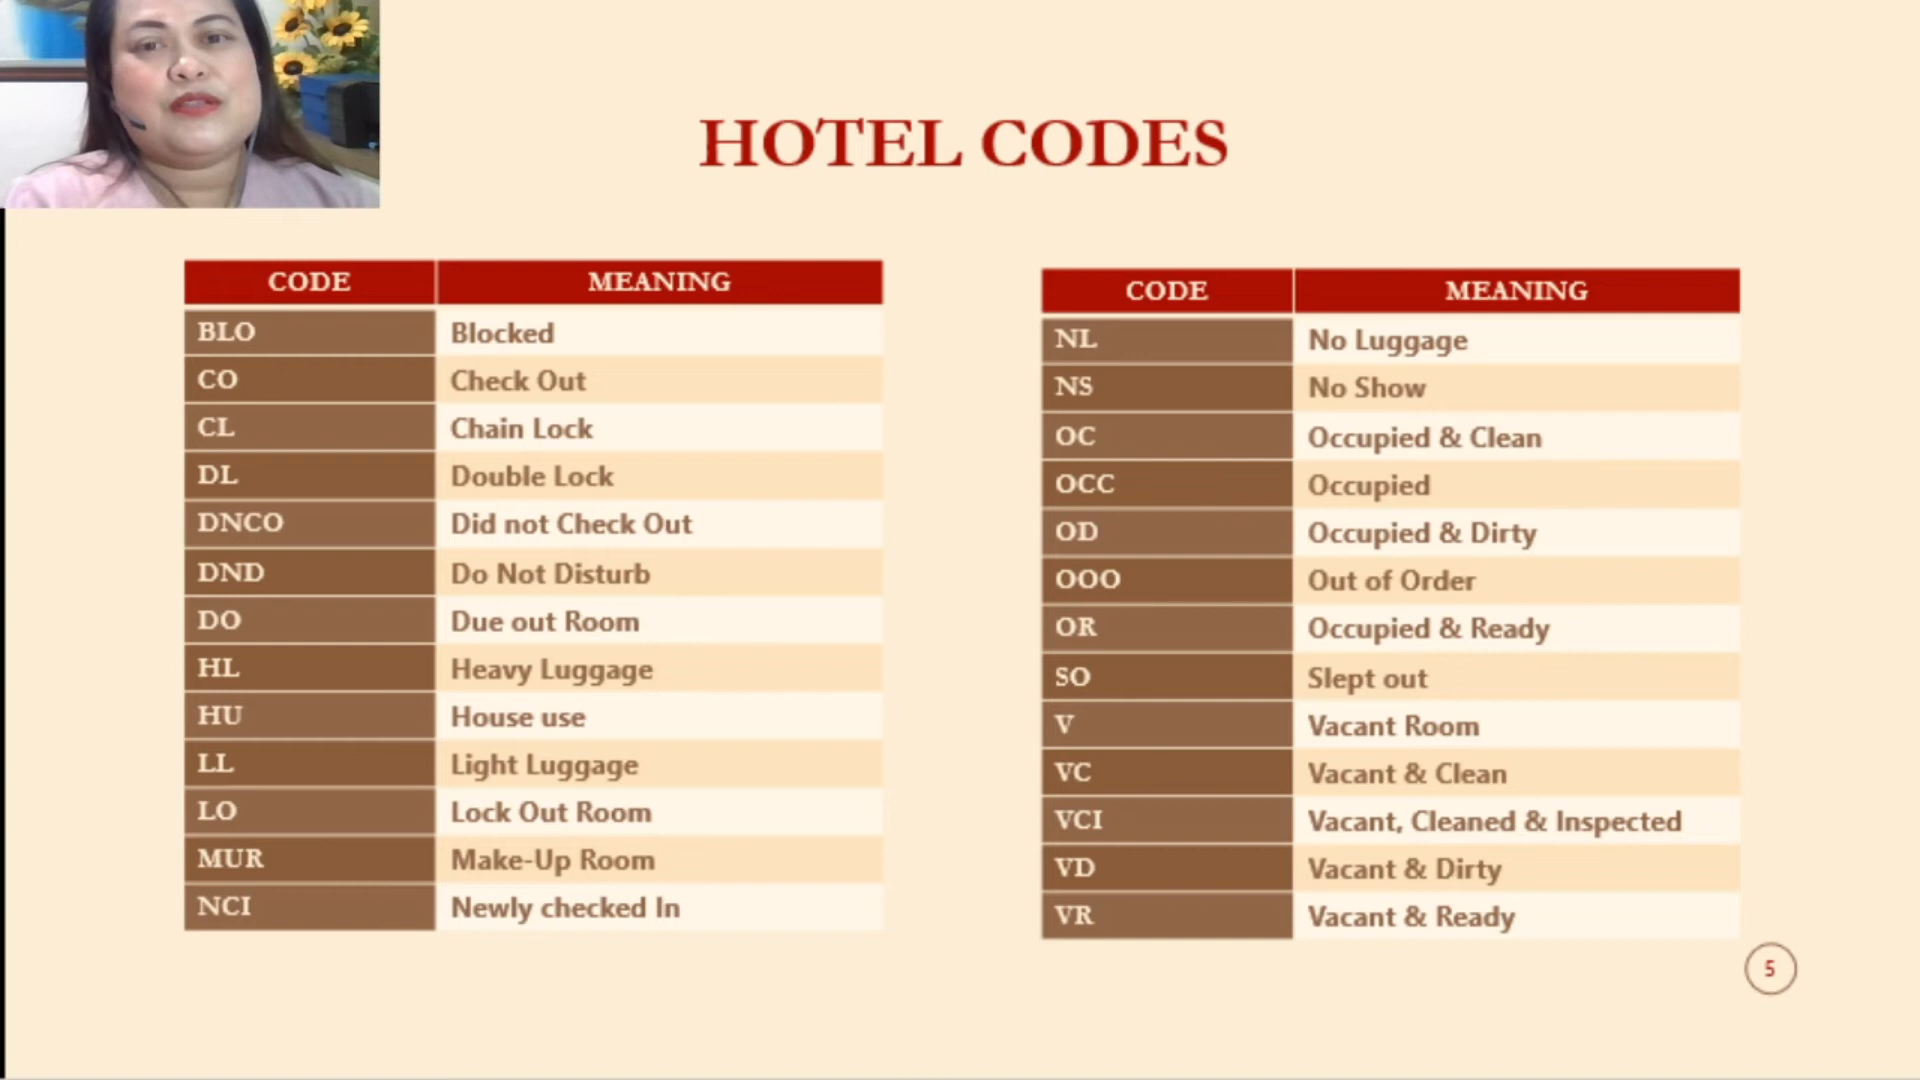 HOTEL CODES
CODE MEANING
BLO Blocked
CO Check Out
CL Chain Lock
DL Double Lock
DNCO Did not Check Out
DND Do Not Disturb
DO Due out Room
HL Heavy Luggage
HU House use
LL Light Luggage
LO Lock Out Room
MUR Make-Up Room
NCI Newly checked In
CODE MEANING
NL No Luggage
NS No Show
OC Occupied & Clean
OCC Occupied
OD Occupied & Dirty
OOO Out of Order
OR Occupied & Ready
SO Slept out
V Vacant Room
VC Vacant & Clean
VCI Vacant, Cleaned & Inspected
VD Vacant & Dirty
VR Vacant & Ready
5